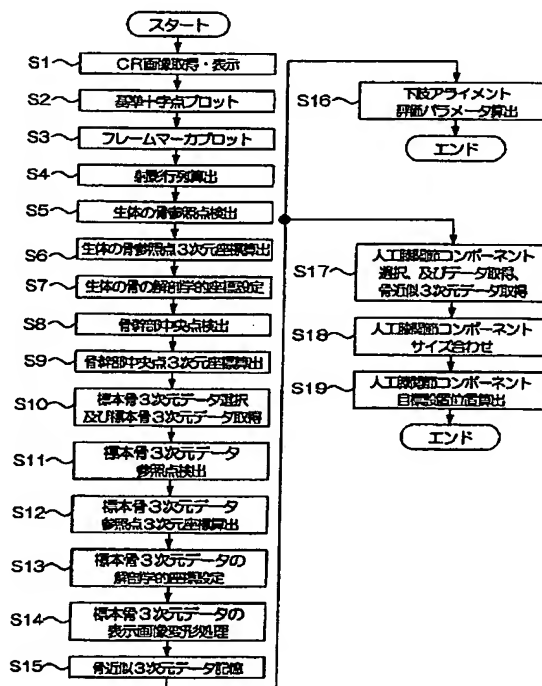 スタート
S1 CR画像取得・表示
S2 基準十字点プロット
S3 フレームマーカプロット
S4 射影行列算出
S5 生体の骨参照点検出
S6 生体の骨参照点3次元座標算出
S7 生体の骨の解剖学的座標設定
S8 骨幹部中央点検出
S9 骨幹部中央点3次元座標算出
S10 標本骨3次元データ選択
及び標本骨3次元データ取得
S11 標本骨3次元データ
参照点検出
S12 標本骨3次元データ
参照点3次元座標算出
S13 標本骨3次元データの
解剖学的座標設定
S14 標本骨3次元データの
表示画像変形処理
S15 骨近似3次元データ記憶
S16 下肢アライメント
評価パラメータ算出
エンド
S17 人工膝関節コンポーネント
選択、及びデータ取得、
骨近似3次元データ取得
S18 人工膝関節コンポーネント
サイズ合わせ
S19 人工膝関節コンポーネント
目標設置位置算出
エンド